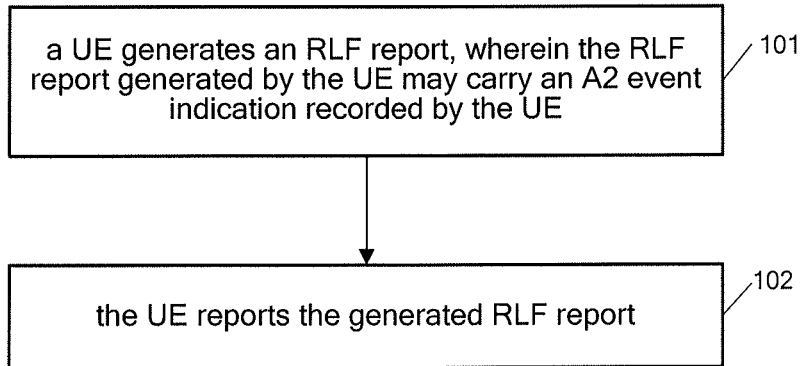 a UE generates an RLF report, wherein the RLF
report generated by the UE may carry an A2 event
indication recorded by the UE
101
the UE reports the generated RLF report
102